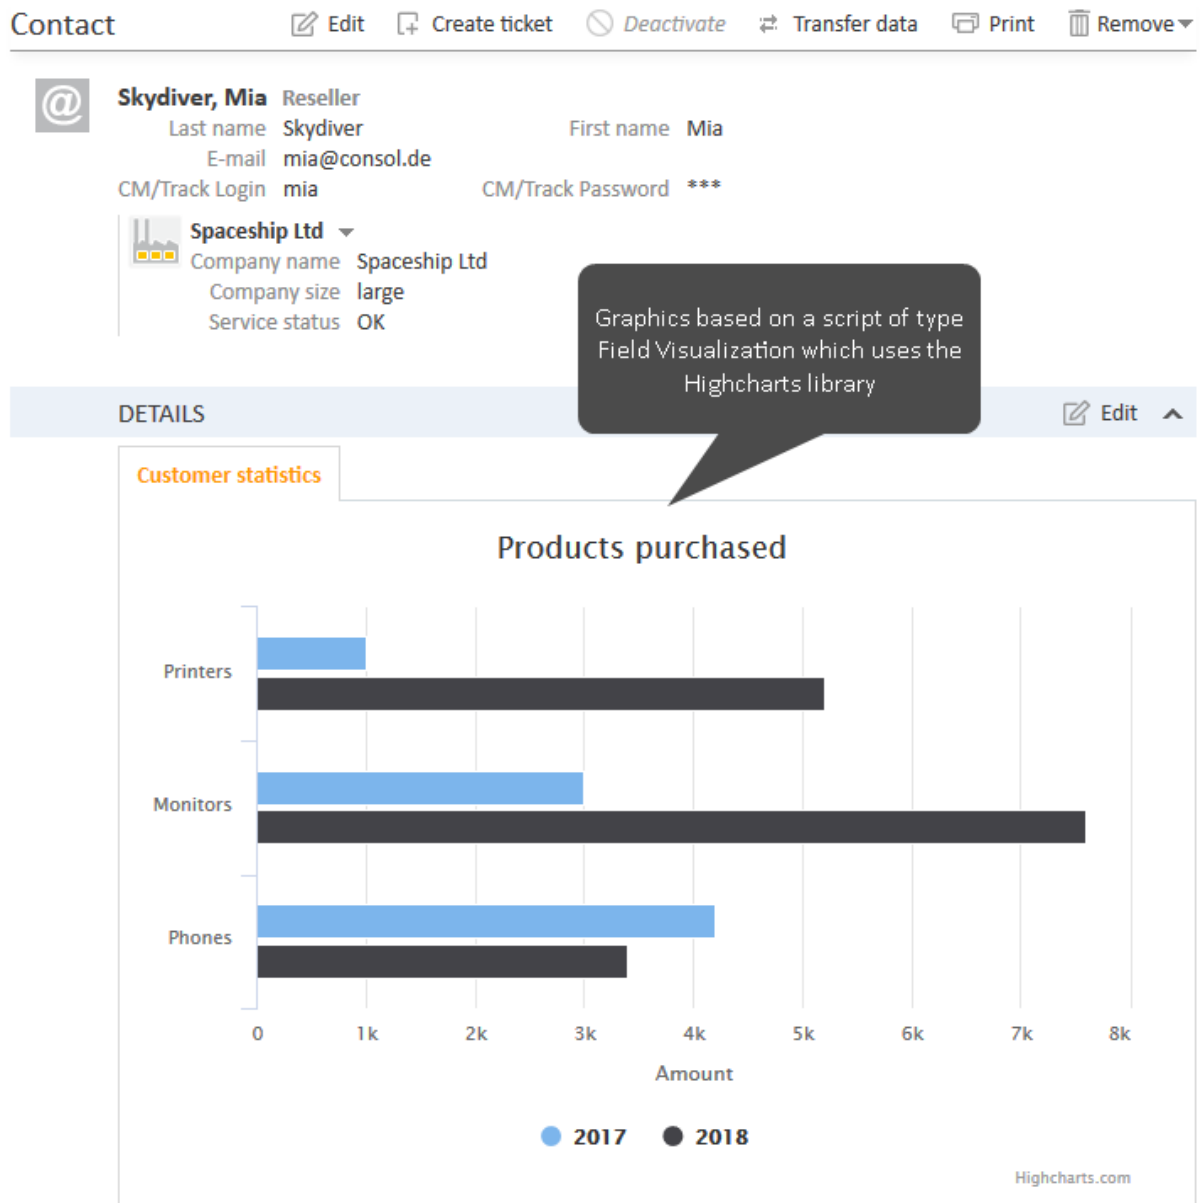 Contact Edit Create ticket Deactivate Transfer data Print Remove
@
Skydiver, Mia Reseller
Last name Skydiver First name Mia
E-mail mia@consol.de
CM/Track Login mia CM/Track Password ***
Spaceship Ltd
Company name Spaceship Ltd
Company size large
Service status OK
Graphics based on a script of type
Field Visualization which uses the
Highcharts library
DETAILS Edit
Customer statistics
Products purchased
Printers
Monitors
Phones
0 1k 2k 3k 4k 5k 6k 7k 8k
Amount
2017 2018
Highcharts.com